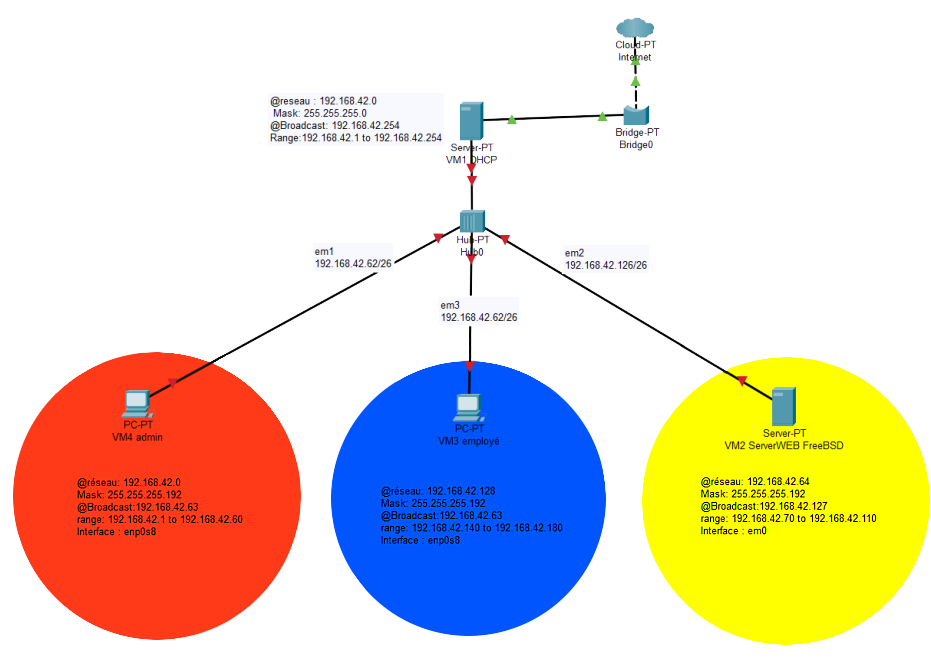 Cloud-PT
Internet
@reseau : 192.168.42.0
Mask: 255.255.255.0
@Broadcast: 192.168.42.254
Range:192.168.42.1 to 192.168.42.254
Bridge-PT
Bridge0
Server-PT
VM1 DHCP
Hub-PT
Hub0
em1
192.168.42.62/26
em2
192.168.42.126/26
em3
192.168.42.62/26
PC-PT
VM4 admin
PC-PT
VM3 employé
Server-PT
VM2 ServerWEB FreeBSD
@réseau: 192.168.42.0
Mask: 255.255.255.192
@Broadcast:192.168.42.63
range: 192.168.42.1 to 192.168.42.60
Interface : enp0s8
@réseau: 192.168.42.128
Mask: 255.255.255.192
@Broadcast:192.168.42.63
range: 192.168.42.140 to 192.168.42.180
Interface : enp0s8
@réseau: 192.168.42.64
Mask: 255.255.255.192
@Broadcast:192.168.42.127
range: 192.168.42.70 to 192.168.42.110
Interface : em0